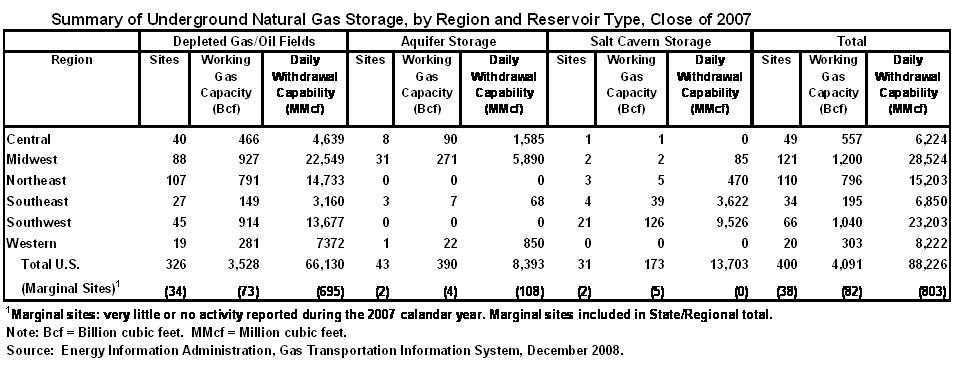 Summary of Underground Natural Gas Storage, by Region and Reservoir Type, Close of 2007
Depleted Gas/Oil Fields Aquifer Storage Salt Cavern Storage Total
Region Sites Working Daily Sites Working Daily Sites Working Daily Sites Working Daily
Gas Withdrawal Gas Withdrawal Gas Withdrawal Gas Withdrawal
Capacity Capability Capacity Capability Capacity Capability Capacity Capability
(Bcf) (MMcf) (Bcf) (MMcf) (Bcf) (MMcf) (Bcf) (MMcf)
Central 40 466 4,639 8 90 1,585 1 1 0 49 557 6,224
Midwest 88 927 22,549 31 271 5,890 2 2 85 121 1,200 28,524
Northeast 107 791 14,733 0 0 0 3 5 470 110 796 15,203
Southeast 27 149 3,160 3 7 68 4 39 3,622 34 195 6,850
Southwest 45 914 13,677 0 0 0 21 126 9,526 66 1,040 23,203
Western 19 281 7372 1 22 850 0 0 0 20 303 8,222
Total U.S. 326 3,528 66,130 43 390 8,393 31 173 13,703 400 4,091 88,226
(Marginal Sites)1 (34) (73) (695) (2) (4) (108) (2) (5) (0) (38) (82) (803)
1 Marginal sites: very little or no activity reported during the 2007 calandar year. Marginal sites included in State/Regional total.
Note: Bcf = Billion cubic feet. MMcf = Million cubic feet.
Source: Energy Information Administration, Gas Transportation Information System, December 2008.